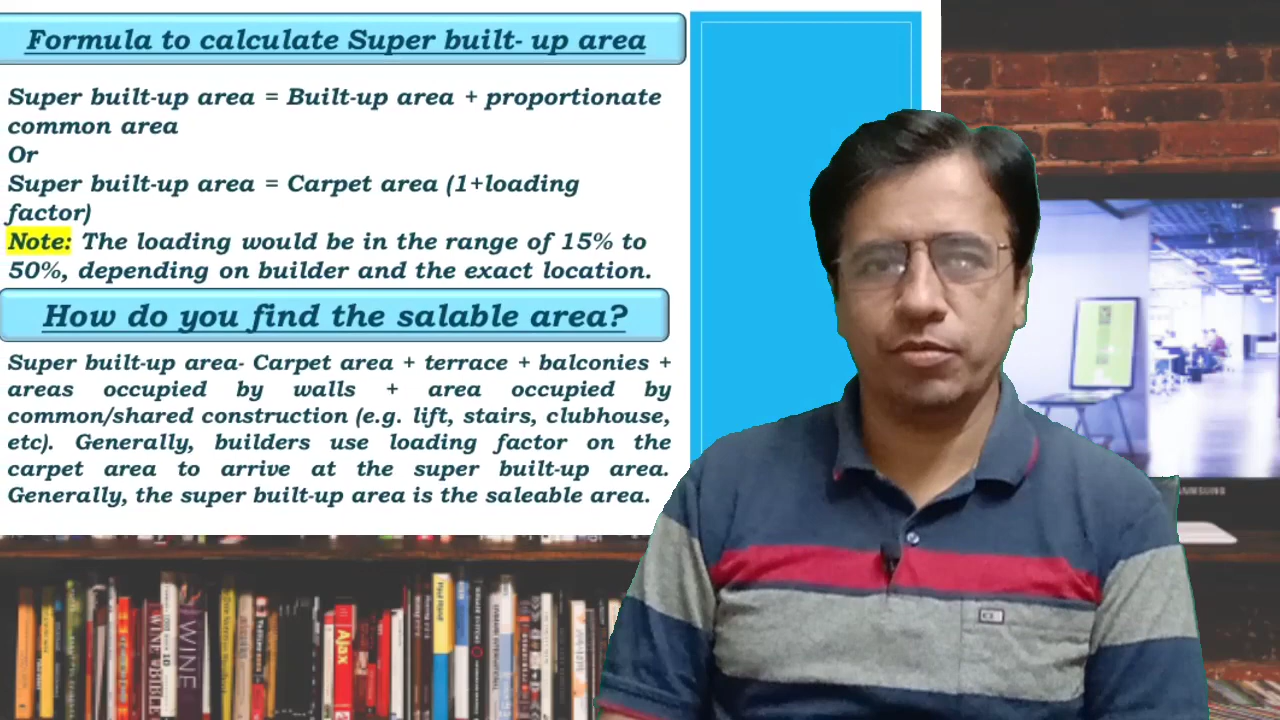 Formula to calculate Super built- up area
Super built-up area = Built-up area + proportionate
common area
Or
Super built-up area = Carpet area (1+loading
factor)
Note: The loading would be in the range of 15% to
50%, depending on builder and the exact location.
How do you find the salable area?
Super built-up area- Carpet area + terrace + balconies +
areas occupied by walls + area occupied by
common/shared construction (e.g. lift, stairs, clubhouse,
etc). Generally, builders use loading factor on the
carpet area to arrive at the super built-up area.
Generally, the super built-up area is the saleable area.
SAMSUNG
WINE
WINE BIBLE
Ajax